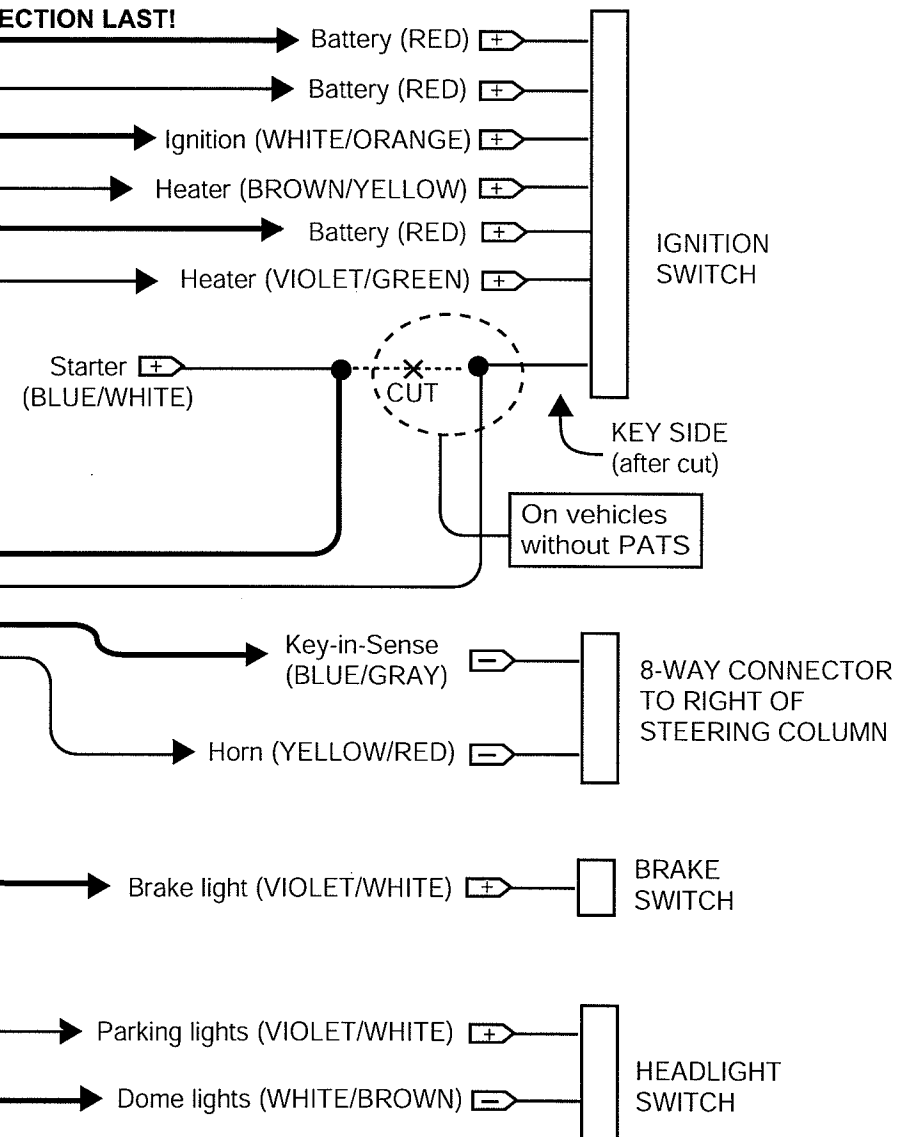 ECTION LAST!
Battery (RED) +
Battery (RED) +
Ignition (WHITE/ORANGE) +
Heater (BROWN/YELLOW) +
Battery (RED) +
Heater (VIOLET/GREEN) +
IGNITION
SWITCH
Starter +
(BLUE/WHITE)
CUT
KEY SIDE
(after cut)
On vehicles
without PATS
Key-in-Sense
(BLUE/GRAY) −
8-WAY CONNECTOR
TO RIGHT OF
STEERING COLUMN
Horn (YELLOW/RED) −
Brake light (VIOLET/WHITE) +
BRAKE
SWITCH
Parking lights (VIOLET/WHITE) +
Dome lights (WHITE/BROWN) −
HEADLIGHT
SWITCH